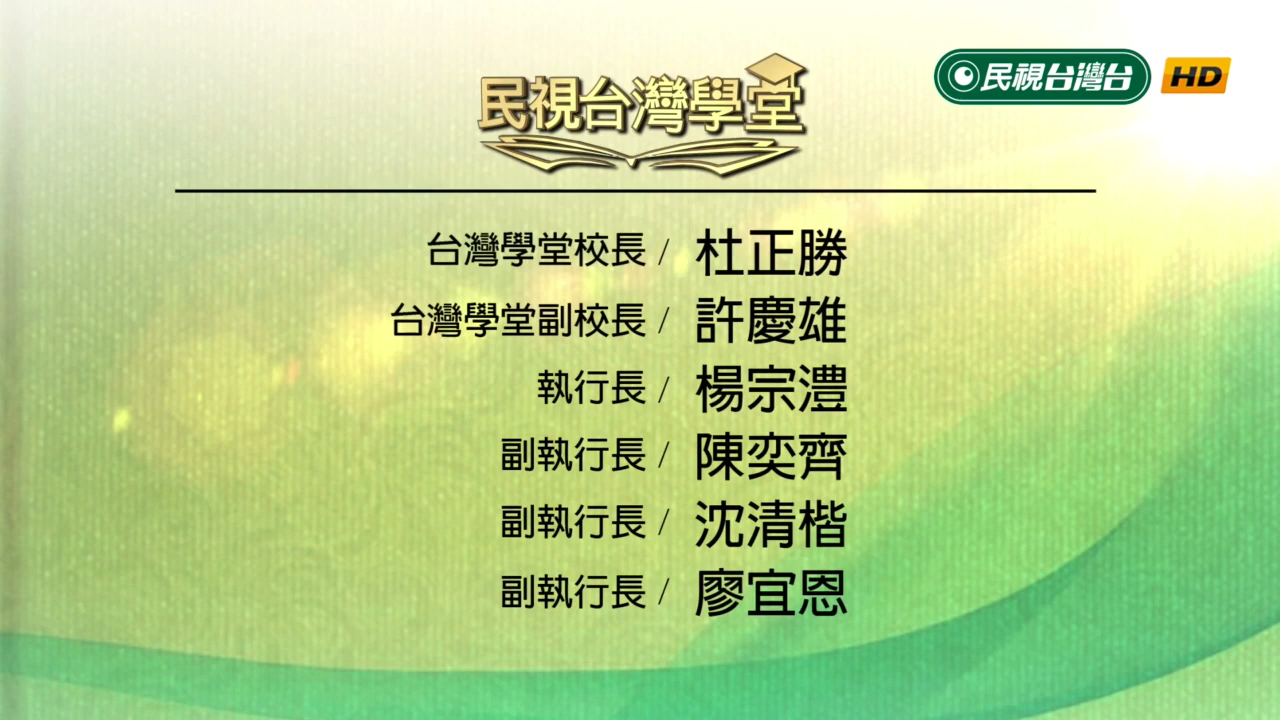 民視台灣學堂
民視台灣台 HD
台灣學堂校長 / 杜正勝
台灣學堂副校長 / 許慶雄
執行長 / 楊宗澧
副執行長 / 陳奕齊
副執行長 / 沈清楷
副執行長 / 廖宜恩